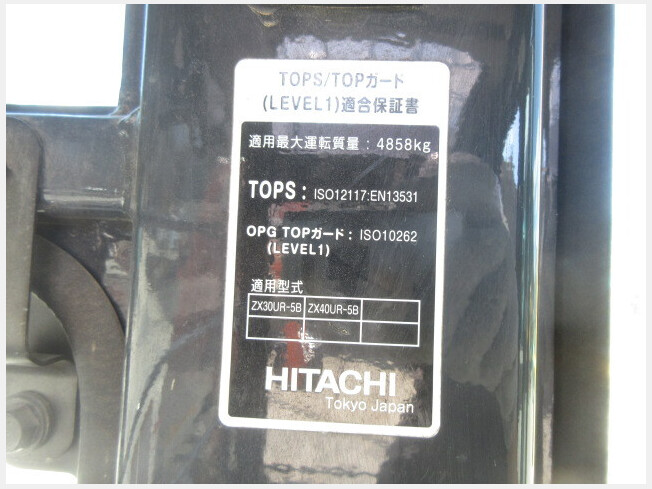 TOPS/TOPガード
(LEVEL1)適合保証書
適用最大運転質量 : 4858kg
TOPS : ISO12117:EN13531
OPG TOPガード : ISO10262
(LEVEL1)
適用型式
ZX30UR-5B ZX40UR-5B
HITACHI
Tokyo Japan